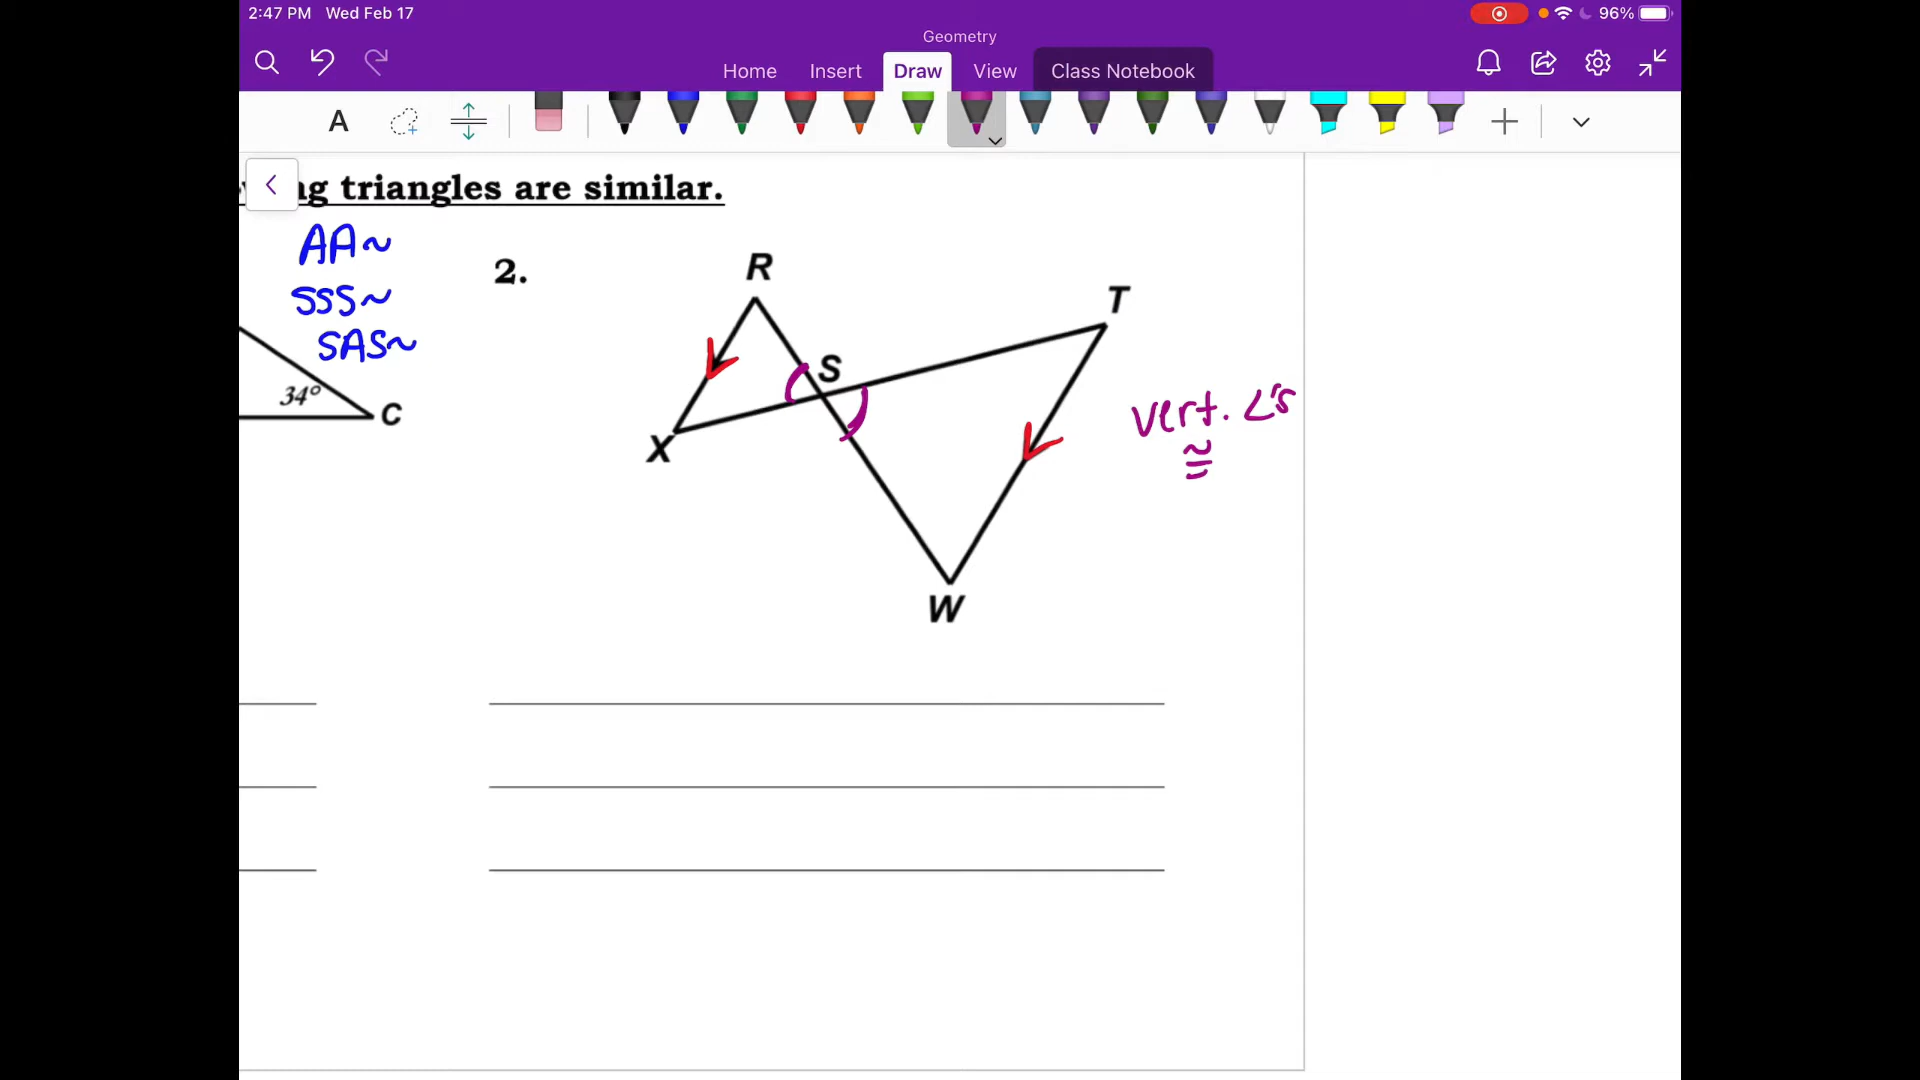 2:47 PM Wed Feb 17
96%
Geometry
Home Insert Draw View Class Notebook
A
ng triangles are similar.
AA~
SSS~
SAS~
2.
R
T
S
34°
C
X
vert. ∠'s
≅
W